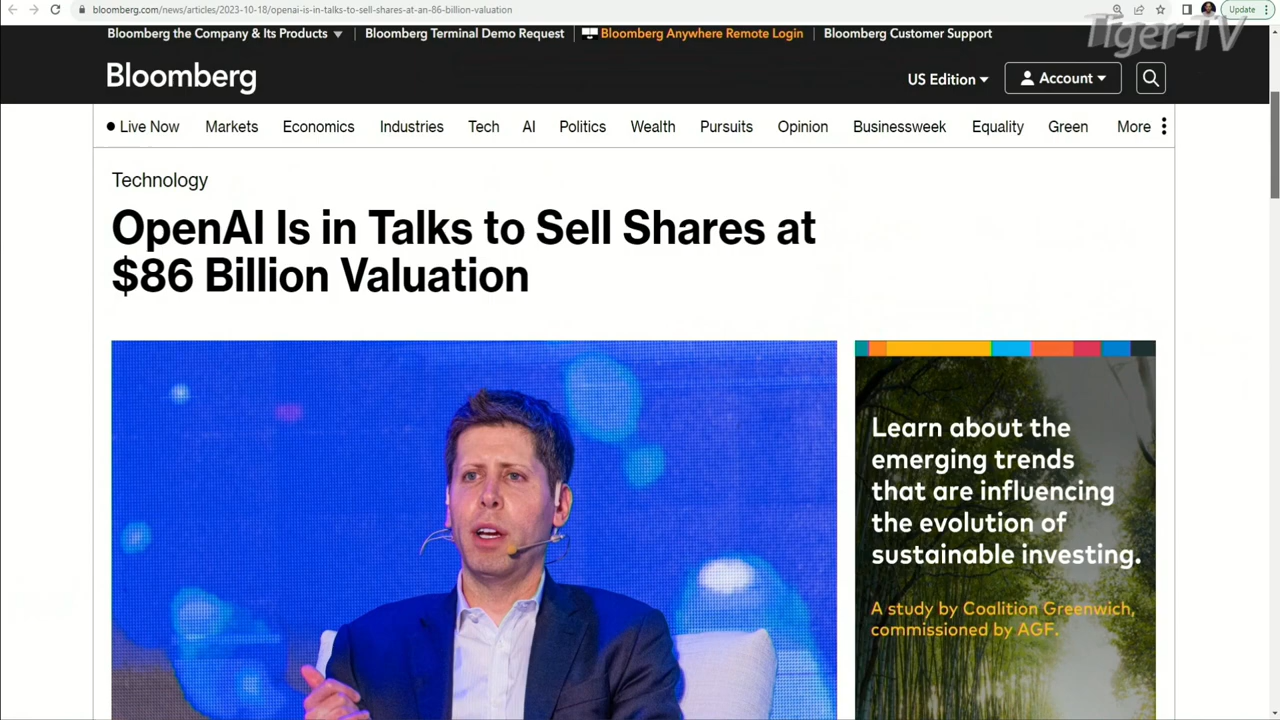 bloomberg.com/news/articles/2023-10-18/openai-is-in-talks-to-sell-shares-at-an-86-billion-valuation
Update
Tiger-TV
Bloomberg the Company & Its Products
Bloomberg Terminal Demo Request
Bloomberg Anywhere Remote Login
Bloomberg Customer Support
Bloomberg
US Edition
Account
Live Now
Markets
Economics
Industries
Tech
AI
Politics
Wealth
Pursuits
Opinion
Businessweek
Equality
Green
More
Technology
OpenAI Is in Talks to Sell Shares at
$86 Billion Valuation
Learn about the
emerging trends
that are influencing
the evolution of
sustainable investing.
A study by Coalition Greenwich,
commissioned by AGF.